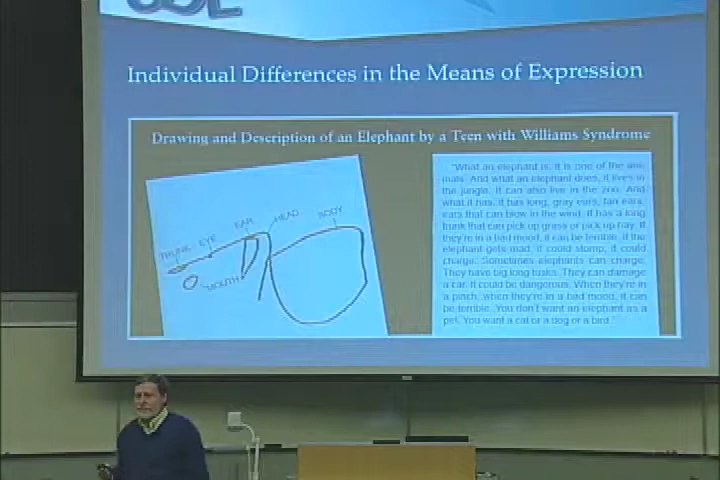 UDL
Individual Differences in the Means of Expression
Drawing and Description of an Elephant by a Teen with Williams Syndrome
TRUNK EYE EAR HEAD BODY
MOUTH
"What an elephant is, it is one of the ani-
mals. And what an elephant does, it lives in
the jungle. It can also live in the zoo. And
what it has, it has long, gray ears, fan ears,
ears that can blow in the wind. It has a long
trunk that can pick up grass or pick up hay. If
they're in a bad mood, it can be terrible. If the
elephant gets mad, it could stomp, it could
charge. Sometimes elephants can charge.
They have big long tusks. They can damage
a car. It could be dangerous. When they're in
a pinch, when they're in a bad mood, it can
be terrible. You don't want an elephant as a
pet. You want a cat or a dog or a bird."